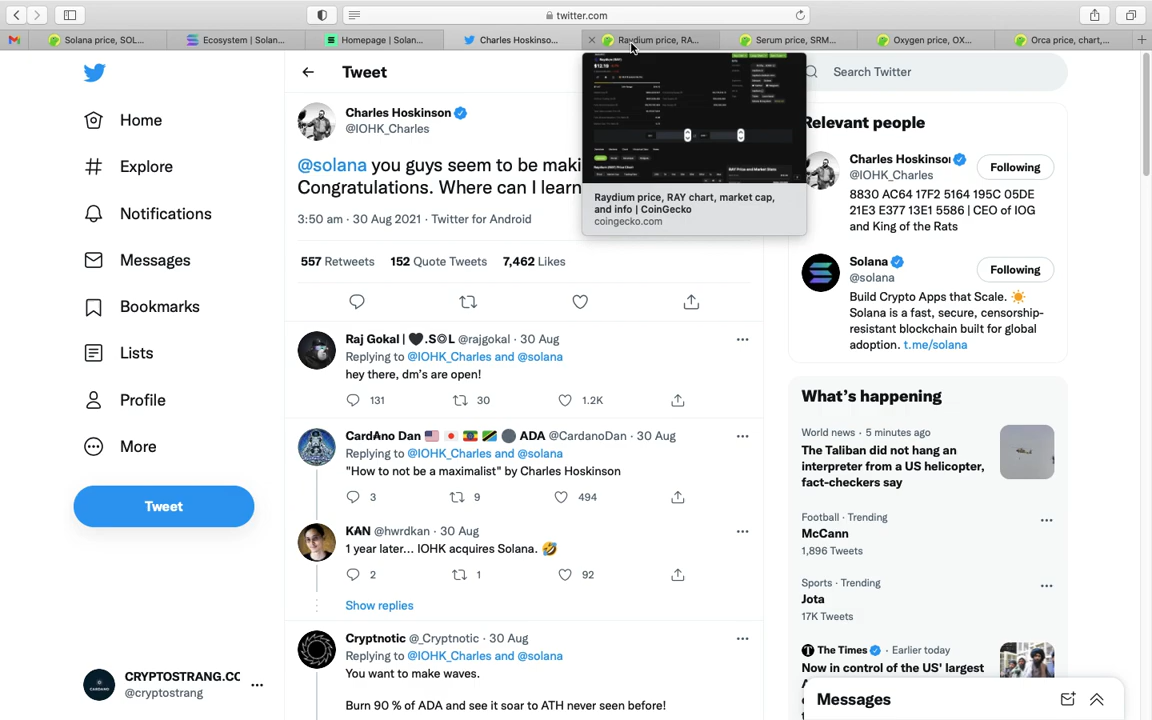 twitter.com
Solana price, SOL...
Ecosystem | Solan...
Homepage | Solan...
Charles Hoskinso...
Raydium price, RA...
Serum price, SRM...
Oxygen price, OX...
Orca price, chart,...
Raydium price, RAY chart, market cap,
and info | CoinGecko
coingecko.com
Home
Explore
Notifications
Messages
Bookmarks
Lists
Profile
More
Tweet
CRYPTOSTRANG.CC
@cryptostrang
Tweet
Charles Hoskinson
@IOHK_Charles
@solana you guys seem to be maki
Congratulations. Where can I learn
3:50 am · 30 Aug 2021 · Twitter for Android
557 Retweets 152 Quote Tweets 7,462 Likes
Raj Gokal | 🖤.S◎L @rajgokal · 30 Aug
Replying to @IOHK_Charles and @solana
hey there, dm's are open!
131 30 1.2K
Card₳no Dan 🇺🇸 🇯🇵 🇪🇹 🇹🇿 ADA @CardanoDan · 30 Aug
Replying to @IOHK_Charles and @solana
"How to not be a maximalist" by Charles Hoskinson
3 9 494
K₳N @hwrdkan · 30 Aug
1 year later... IOHK acquires Solana. 🤣
2 1 92
Show replies
Cryptnotic @_Cryptnotic · 30 Aug
Replying to @IOHK_Charles and @solana
You want to make waves.
Burn 90 % of ADA and see it soar to ATH never seen before!
Search Twitter
Relevant people
Charles Hoskinson
@IOHK_Charles
Following
8830 AC64 17F2 5164 195C 05DE
21E3 E377 13E1 5586 | CEO of IOG
and King of the Rats
Solana
@solana
Following
Build Crypto Apps that Scale. ☀️
Solana is a fast, secure, censorship-
resistant blockchain built for global
adoption. t.me/solana
What's happening
World news · 5 minutes ago
The Taliban did not hang an
interpreter from a US helicopter,
fact-checkers say
Football · Trending
McCann
1,896 Tweets
Sports · Trending
Jota
17K Tweets
The Times · Earlier today
Now in control of the US' largest
Messages